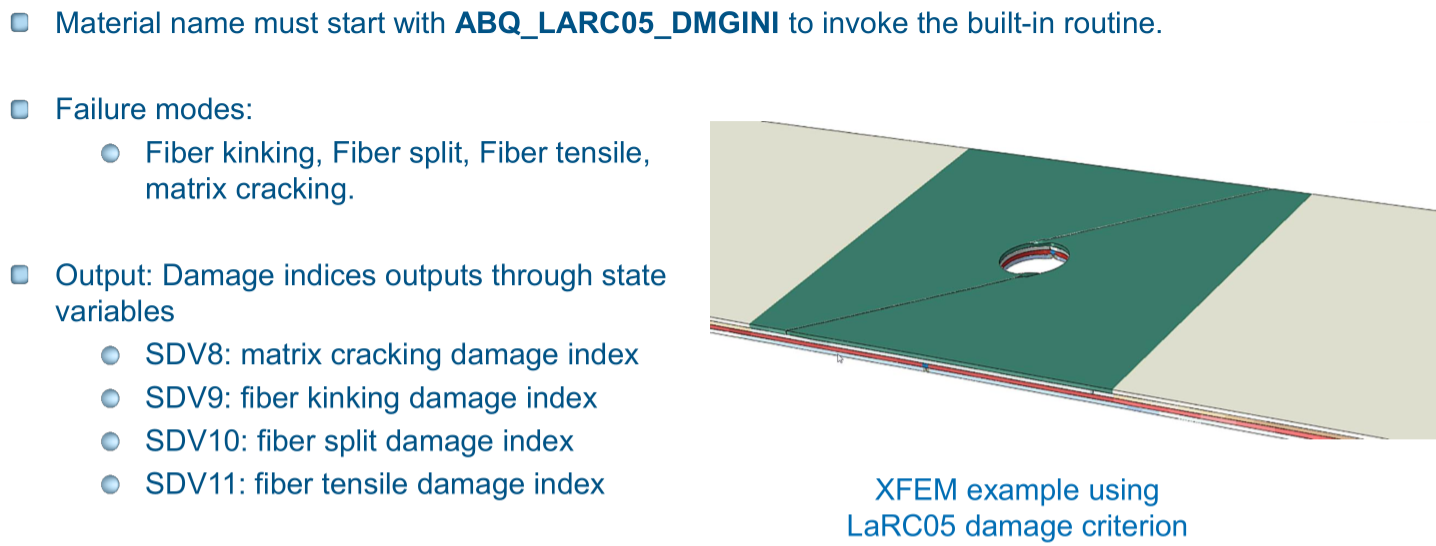 Material name must start with ABQ_LARC05_DMGINI to invoke the built-in routine.
Failure modes:
Fiber kinking, Fiber split, Fiber tensile,
matrix cracking.
Output: Damage indices outputs through state
variables
SDV8: matrix cracking damage index
SDV9: fiber kinking damage index
SDV10: fiber split damage index
SDV11: fiber tensile damage index
XFEM example using
LaRC05 damage criterion